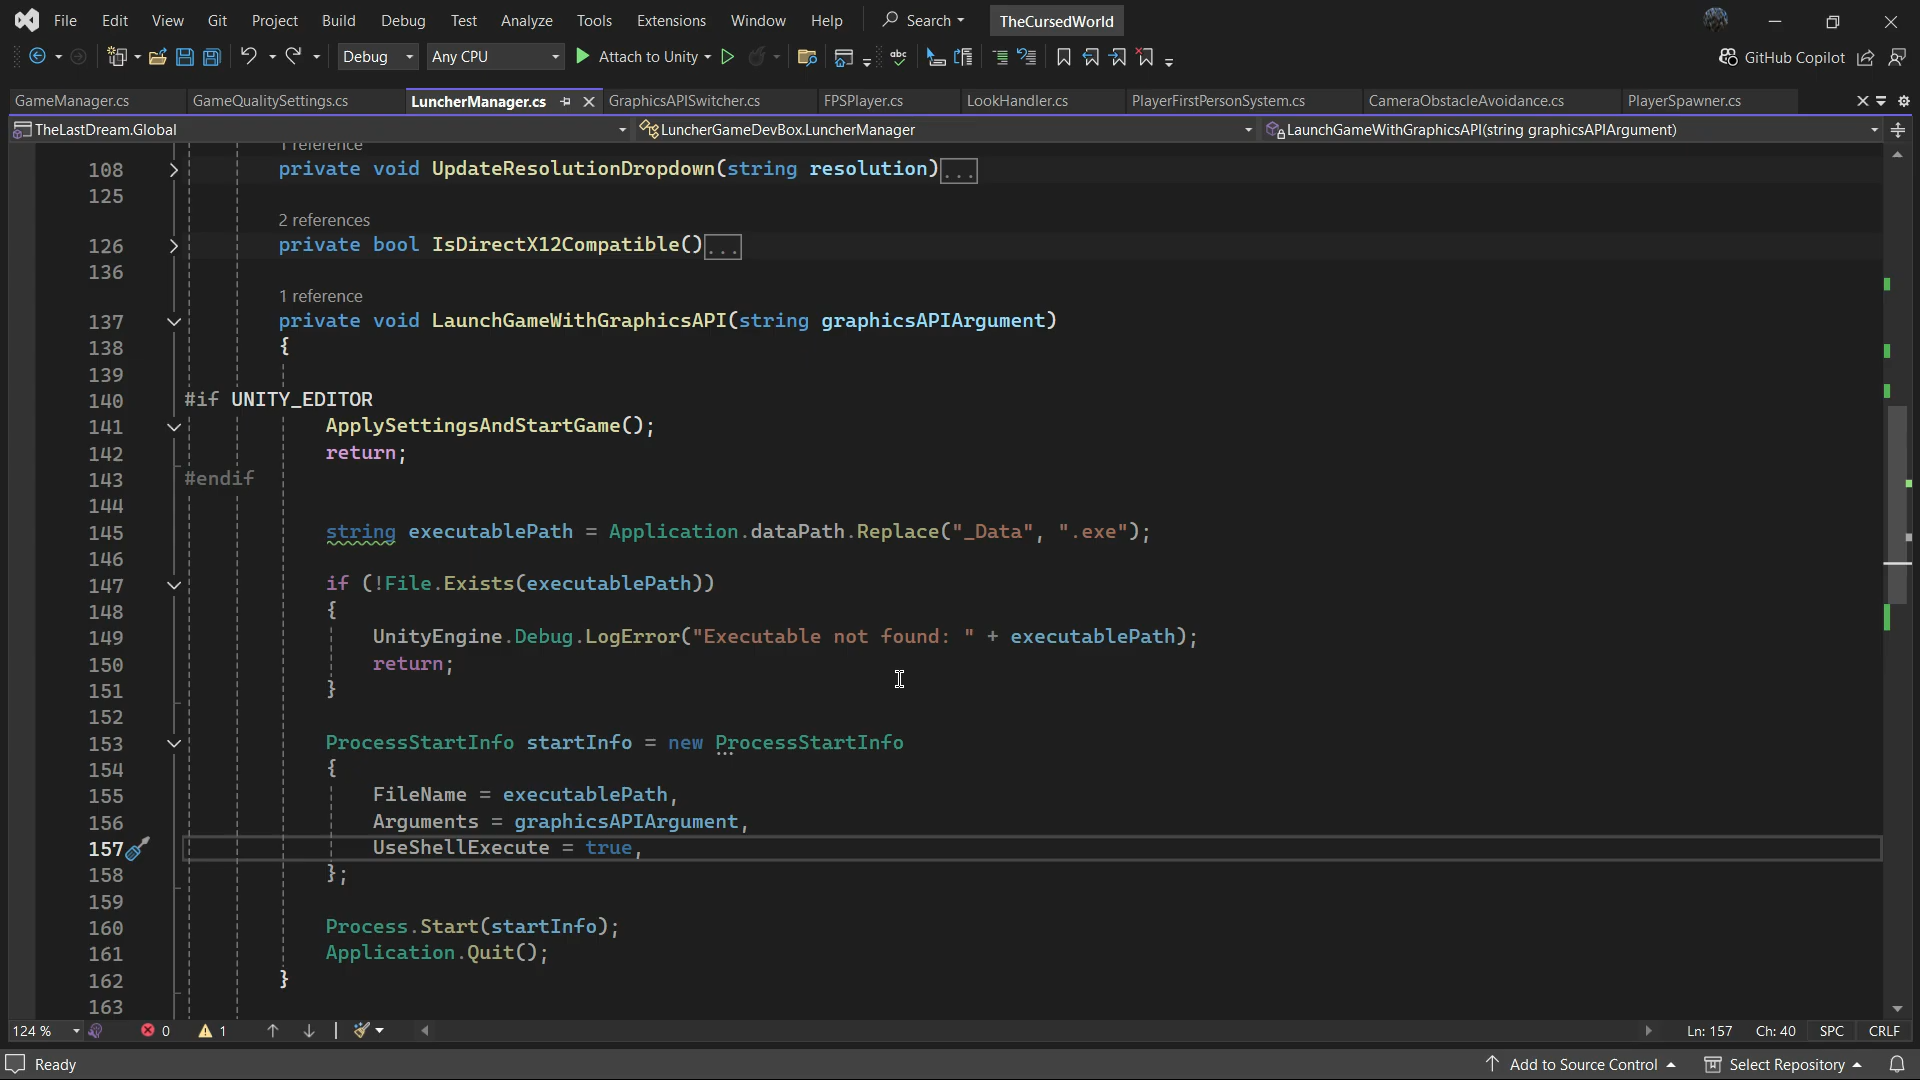 File Edit View Git Project Build Debug Test Analyze Tools Extensions Window Help Search TheCursedWorld
Debug Any CPU Attach to Unity abc GitHub Copilot
GameManager.cs GameQualitySettings.cs LuncherManager.cs GraphicsAPISwitcher.cs FPSPlayer.cs LookHandler.cs PlayerFirstPersonSystem.cs CameraObstacleAvoidance.cs PlayerSpawner.cs
TheLastDream.Global LuncherGameDevBox.LuncherManager LaunchGameWithGraphicsAPI(string graphicsAPIArgument)
1 reference
108 private void UpdateResolutionDropdown(string resolution)...
125
2 references
126 private bool IsDirectX12Compatible()...
136
1 reference
137 private void LaunchGameWithGraphicsAPI(string graphicsAPIArgument)
138 {
139
140 #if UNITY_EDITOR
141 ApplySettingsAndStartGame();
142 return;
143 #endif
144
145 string executablePath = Application.dataPath.Replace("_Data", ".exe");
146
147 if (!File.Exists(executablePath))
148 {
149 UnityEngine.Debug.LogError("Executable not found: " + executablePath);
150 return;
151 }
152
153 ProcessStartInfo startInfo = new ProcessStartInfo
154 {
155 FileName = executablePath,
156 Arguments = graphicsAPIArgument,
157 UseShellExecute = true,
158 };
159
160 Process.Start(startInfo);
161 Application.Quit();
162 }
163
124 % 0 1 Ln: 157 Ch: 40 SPC CRLF
Ready Add to Source Control Select Repository